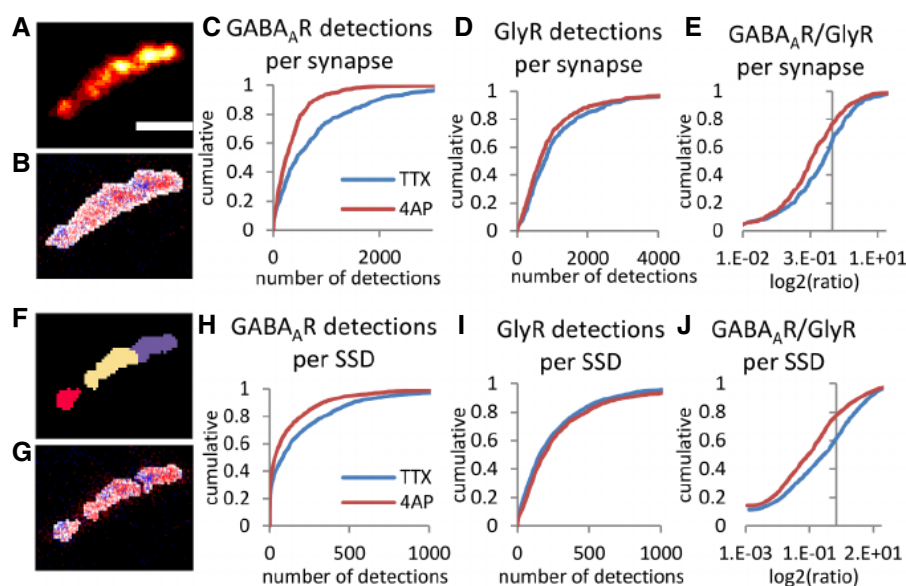 A
B
C
GABA_AR detections
per synapse
cumulative
1
0.8
0.6
0.4
0.2
0
TTX
4AP
0
2000
number of detections
D
GlyR detections
per synapse
cumulative
1
0.8
0.6
0.4
0.2
0
0
2000
4000
number of detections
E
GABA_AR/GlyR
per synapse
cumulative
1
0.8
0.6
0.4
0.2
0
1.E-02
3.E-01
1.E+01
log2(ratio)
F
G
H
GABA_AR detections
per SSD
cumulative
1
0.8
0.6
0.4
0.2
0
TTX
4AP
0
500
1000
number of detections
I
GlyR detections
per SSD
cumulative
1
0.8
0.6
0.4
0.2
0
0
500
1000
number of detections
J
GABA_AR/GlyR
per SSD
cumulative
1
0.8
0.6
0.4
0.2
0
1.E-03
1.E-01
2.E+01
log2(ratio)